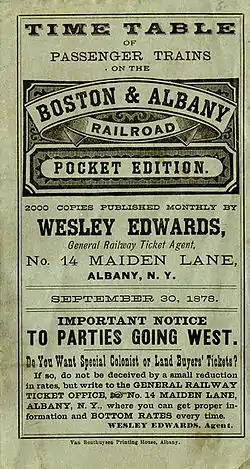 TIME TABLE
OF
PASSENGER TRAINS
ON THE
BOSTON & ALBANY
RAILROAD
POCKET EDITION.
2000 COPIES PUBLISHED MONTHLY BY
WESLEY EDWARDS,
General Railway Ticket Agent,
No. 14 MAIDEN LANE,
ALBANY, N. Y.
SEPTEMBER 30, 1878.
IMPORTANT NOTICE
TO PARTIES GOING WEST.
Do You Want Special Colonist or Land Buyers' Tickets?
If so, do not be deceived by a small reduction
in rates, but write to the GENERAL RAILWAY
TICKET OFFICE, ☞ No. 14 MAIDEN LANE,
ALBANY, N. Y., where you can get proper in-
formation and BOTTOM RATES every time.
WESLEY EDWARDS, Agent.
Van Benthuysen Printing House, Albany.